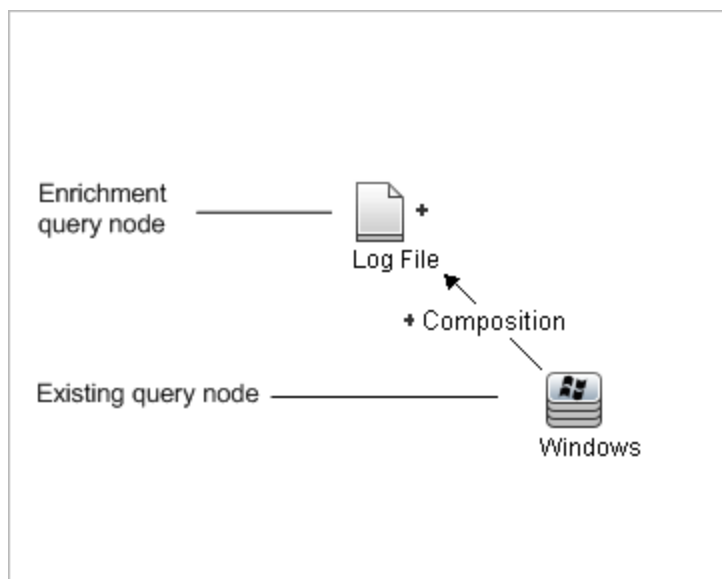 Enrichment
query node
Log File
Composition
Existing query node
Windows